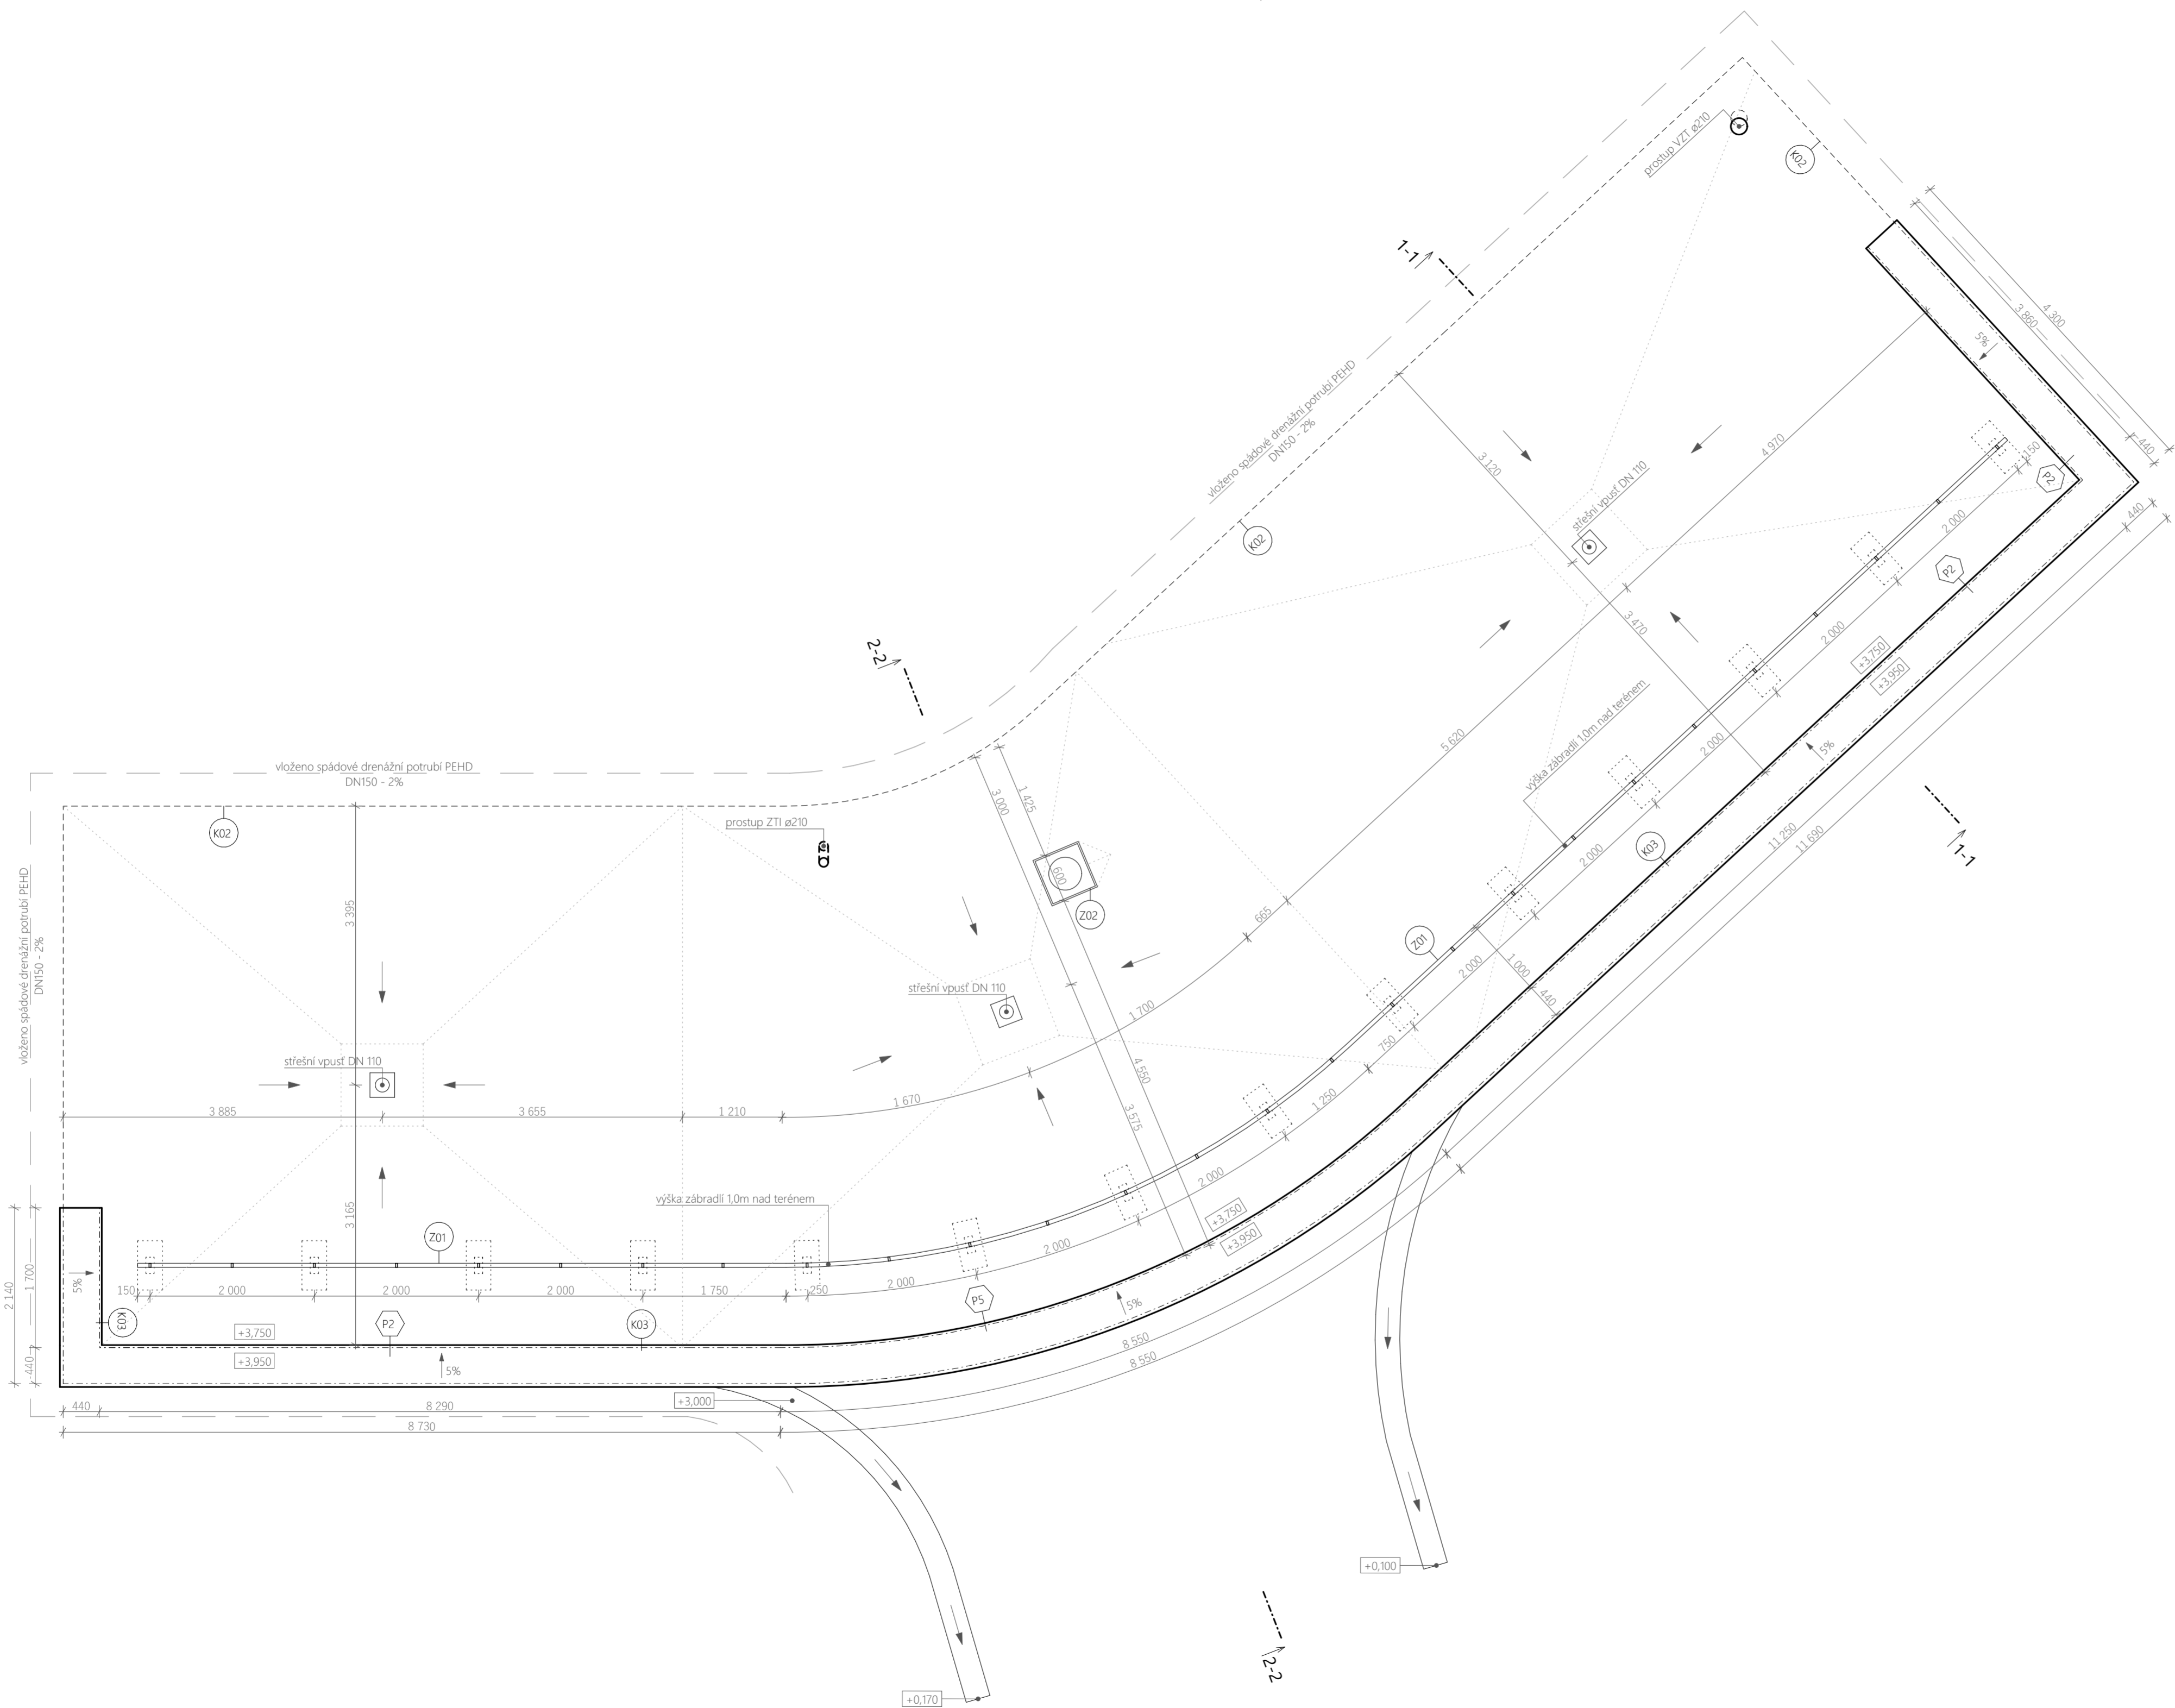 prostup VZT ø210
K02
1-1
4 300
3 860
5%
440
vloženo spádové drenážní potrubí PEHD
DN150 - 2%
3 120
4 970
150
P2
střešní vpusť DN 110
K02
2 000
440
P2
2-2
3 470
2 000
+3,750
+3,950
výška zábradlí 1,0m nad terénem
5 620
2 000
5%
vloženo spádové drenážní potrubí PEHD
DN150 - 2%
3 000
1 425
K02
prostup ZTI ø210
2 000
K03
11 250
11 690
1-1
600
Z02
665
Z01
vloženo spádové drenážní potrubí PEHD
DN150 - 2%
3 395
2 000
1 000
440
střešní vpusť DN 110
1 700
750
střešní vpusť DN 110
4 550
1 250
3 885
3 655
1 210
1 670
3 575
2 000
výška zábradlí 1,0m nad terénem
3 165
Z01
+3,750
+3,950
2 000
2 140
1 700
5%
150
2 000
2 000
2 000
1 750
250
2 000
P5
5%
K03
+3,750
P2
K03
+3,950
5%
440
8 550
8 550
+3,000
440
8 290
8 730
+0,100
2-2
+0,170